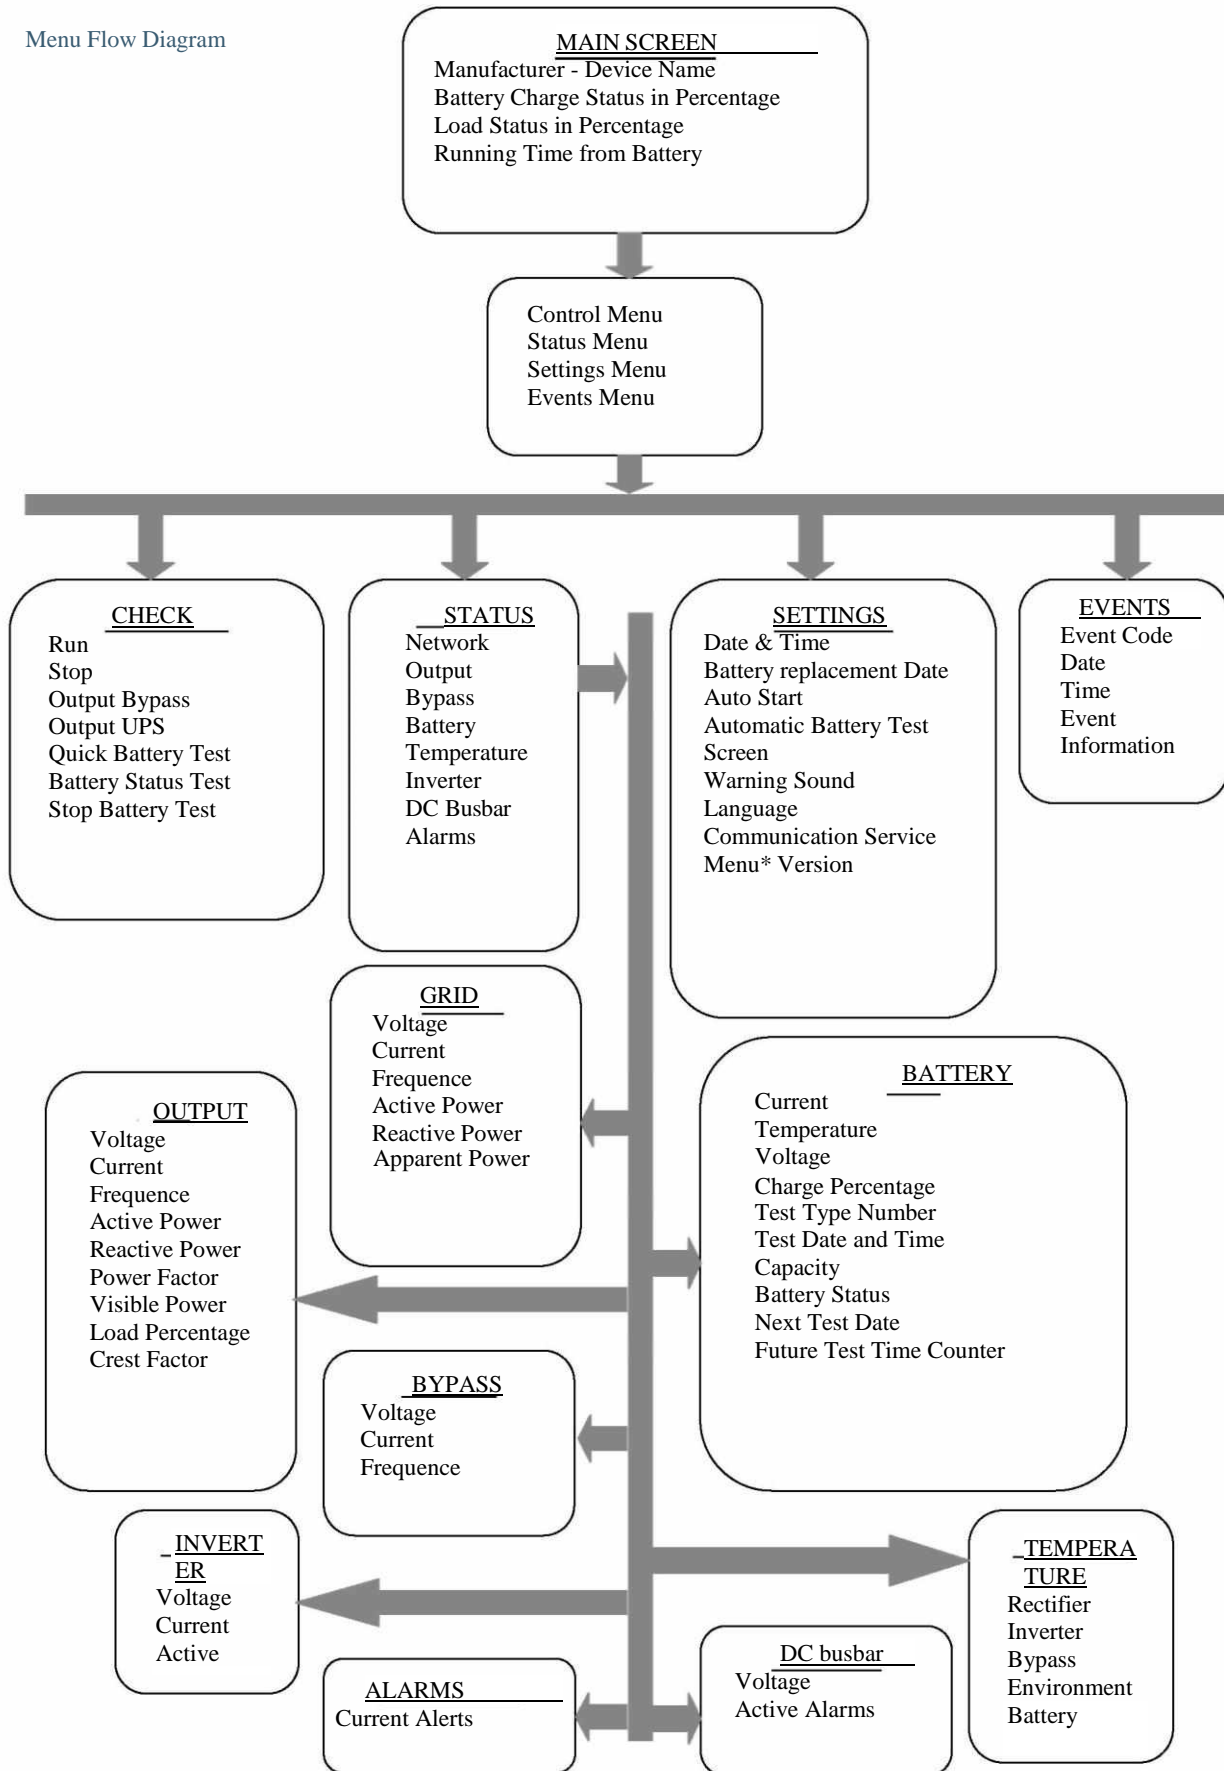 Menu Flow Diagram
MAIN SCREEN
Manufacturer - Device Name
Battery Charge Status in Percentage
Load Status in Percentage
Running Time from Battery
Control Menu
Status Menu
Settings Menu
Events Menu
CHECK
Run
Stop
Output Bypass
Output UPS
Quick Battery Test
Battery Status Test
Stop Battery Test
STATUS
Network
Output
Bypass
Battery
Temperature
Inverter
DC Busbar
Alarms
SETTINGS
Date & Time
Battery replacement Date
Auto Start
Automatic Battery Test
Screen
Warning Sound
Language
Communication Service
Menu* Version
EVENTS
Event Code
Date
Time
Event
Information
GRID
Voltage
Current
Frequence
Active Power
Reactive Power
Apparent Power
OUTPUT
Voltage
Current
Frequence
Active Power
Reactive Power
Power Factor
Visible Power
Load Percentage
Crest Factor
BATTERY
Current
Temperature
Voltage
Charge Percentage
Test Type Number
Test Date and Time
Capacity
Battery Status
Next Test Date
Future Test Time Counter
BYPASS
Voltage
Current
Frequence
INVERT
ER
Voltage
Current
Active
TEMPERA
TURE
Rectifier
Inverter
Bypass
Environment
Battery
ALARMS
Current Alerts
DC busbar
Voltage
Active Alarms